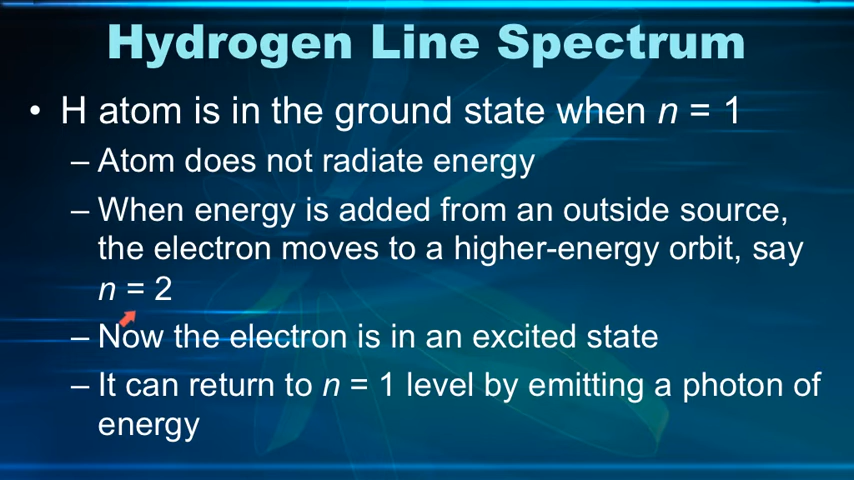 Hydrogen Line Spectrum
• H atom is in the ground state when n = 1
– Atom does not radiate energy
– When energy is added from an outside source,
the electron moves to a higher-energy orbit, say
n = 2
– Now the electron is in an excited state
– It can return to n = 1 level by emitting a photon of
energy